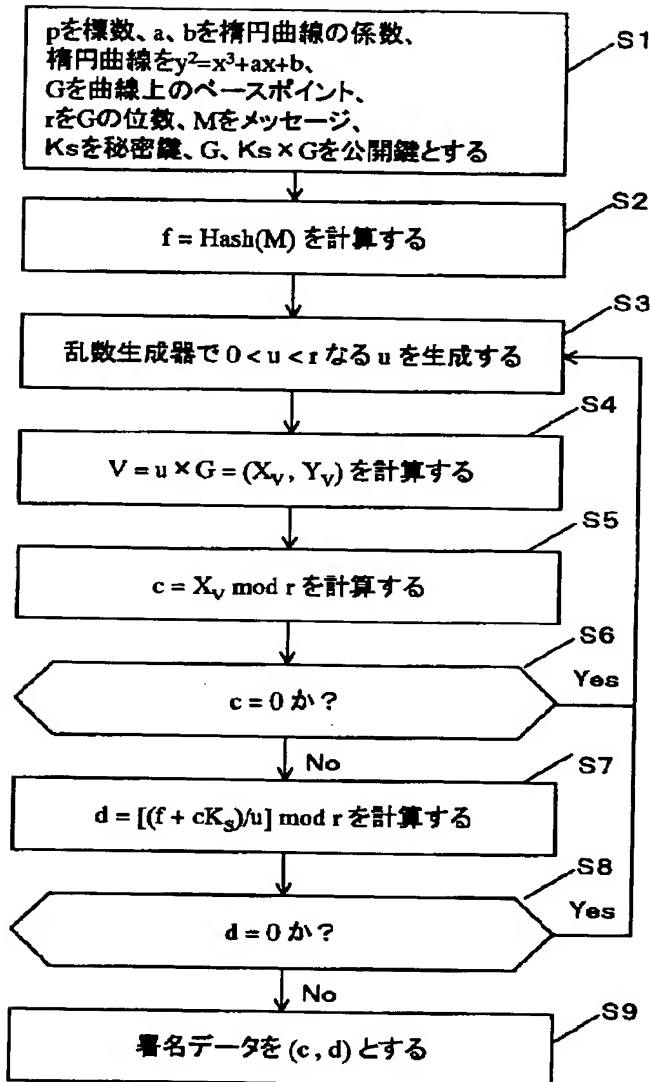 pを標数、a、bを楕円曲線の係数、
S1
楕円曲線をy²=x³+ax+b、
Gを曲線上のベースポイント、
rをGの位数、Mをメッセージ、
Ksを秘密鍵、G、Ks×Gを公開鍵とする
S2
f = Hash(M) を計算する
S3
乱数生成器で 0 < u < r なる u を生成する
S4
V = u × G = (X_V, Y_V) を計算する
S5
c = X_V mod r を計算する
S6
c = 0 か?
Yes
No
S7
d = [(f + cK_S)/u] mod r を計算する
S8
d = 0 か?
Yes
No
S9
署名データを (c , d) とする